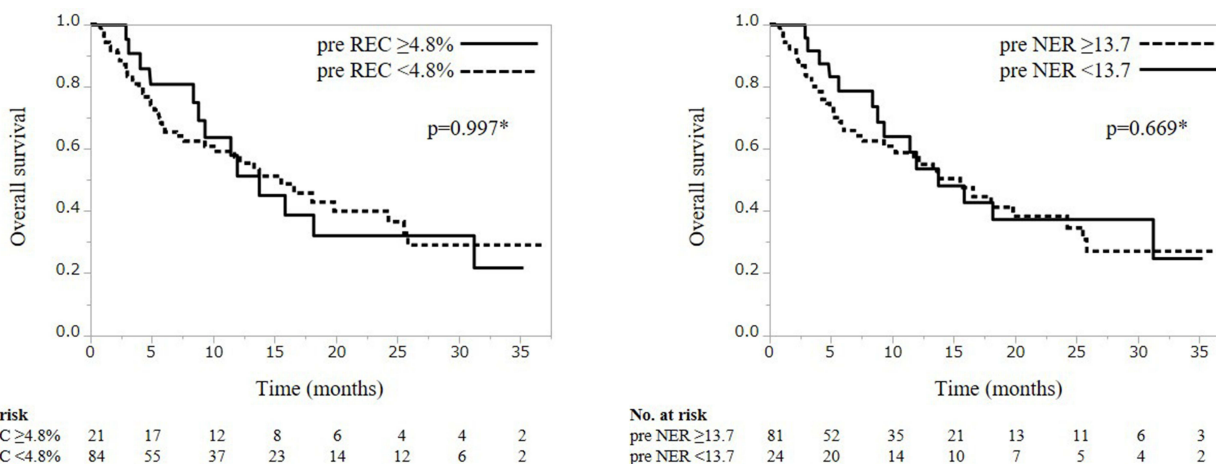 1.0
0.8
0.6
0.4
0.2
0.0
Overall survival
pre REC ≥4.8%
pre REC <4.8%
p=0.997*
0 5 10 15 20 25 30 35
Time (months)
risk
C ≥4.8% 21 17 12 8 6 4 4 2
C <4.8% 84 55 37 23 14 12 6 2
1.0
0.8
0.6
0.4
0.2
0.0
Overall survival
pre NER ≥13.7
pre NER <13.7
p=0.669*
0 5 10 15 20 25 30 35
Time (months)
No. at risk
pre NER ≥13.7 81 52 35 21 13 11 6 3
pre NER <13.7 24 20 14 10 7 5 4 2